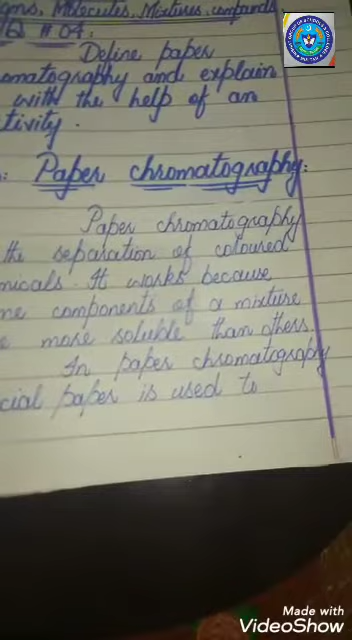 Molecules, Mixtures, compounds
Q # 04:
Define paper
omatography and explain
with the help of an
tivity.
: Paper chromatography:
Paper chromatography
the separation of coloured
micals. It works because
me components of a mixture
e more soluble than others.
In paper chromatography
cial paper is used to
Made with
VideoShow